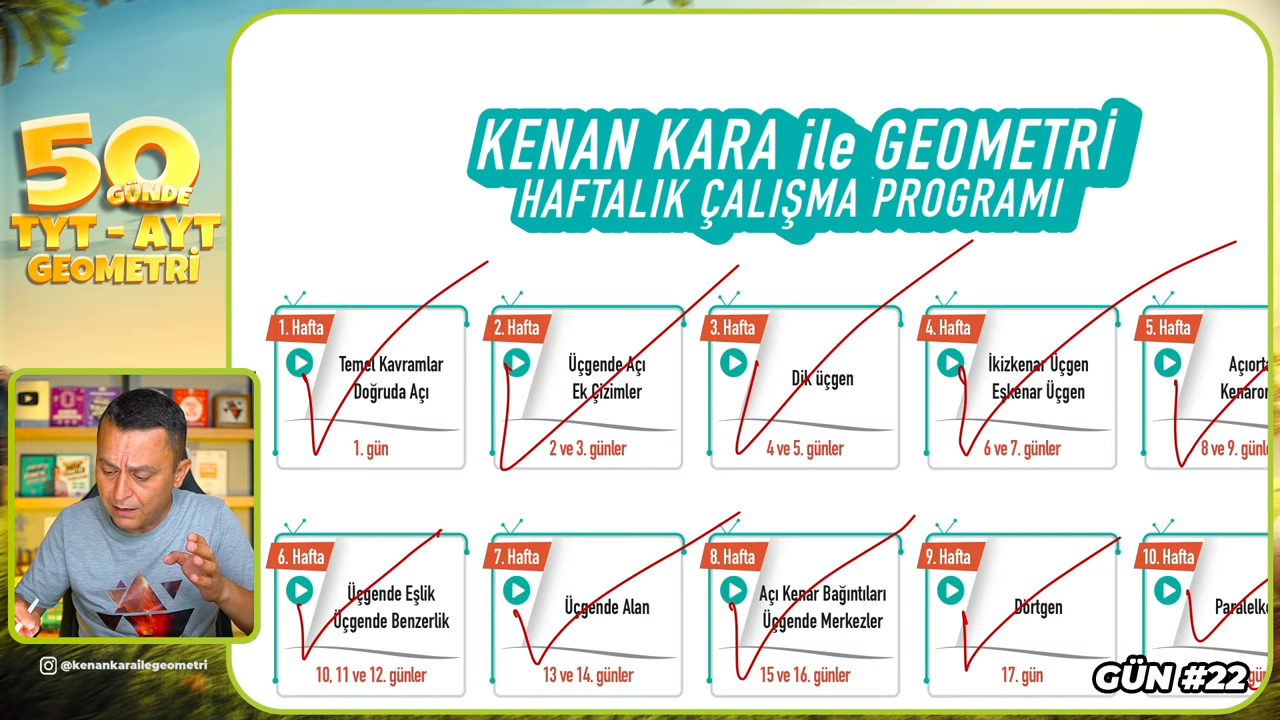 50
GÜNDE
TYT - AYT
GEOMETRİ
KENAN KARA ile GEOMETRİ
HAFTALIK ÇALIŞMA PROGRAMI
1. Hafta
Temel Kavramlar
Doğruda Açı
1. gün
2. Hafta
Üçgende Açı
Ek Çizimler
2 ve 3. günler
3. Hafta
Dik üçgen
4 ve 5. günler
4. Hafta
İkizkenar Üçgen
Eşkenar Üçgen
6 ve 7. günler
5. Hafta
8 ve 9.
6. Hafta
Üçgende Eşlik
Üçgende Benzerlik
10, 11 ve 12. günler
7. Hafta
Üçgende Alan
13 ve 14. günler
8. Hafta
Açı Kenar Bağıntıları
Üçgende Merkezler
15 ve 16. günler
9. Hafta
Dörtgen
17. gün
10. Hafta
GÜN #22
@kenankarailegeometri